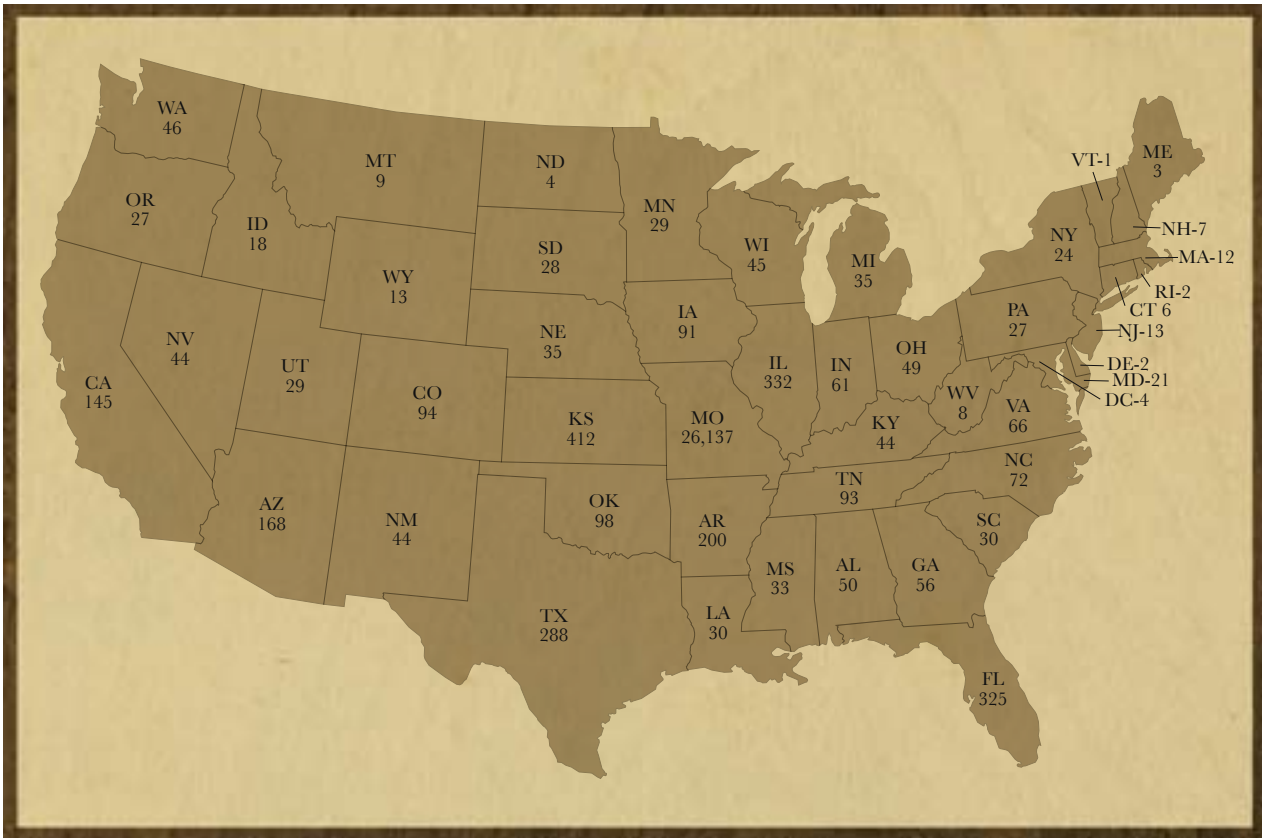 WA
46
OR
27
CA
145
ID
18
NV
44
MT
9
WY
13
UT
29
CO
94
AZ
168
NM
44
ND
4
SD
28
NE
35
KS
412
OK
98
TX
288
MN
29
IA
91
MO
26,137
AR
200
LA
30
WI
45
IL
332
MI
35
IN
61
OH
49
KY
44
TN
93
MS
33
AL
50
GA
56
FL
325
SC
30
NC
72
VA
66
WV
8
PA
27
NY
24
VT-1
ME
3
NH-7
MA-12
RI-2
CT 6
NJ-13
DE-2
MD-21
DC-4